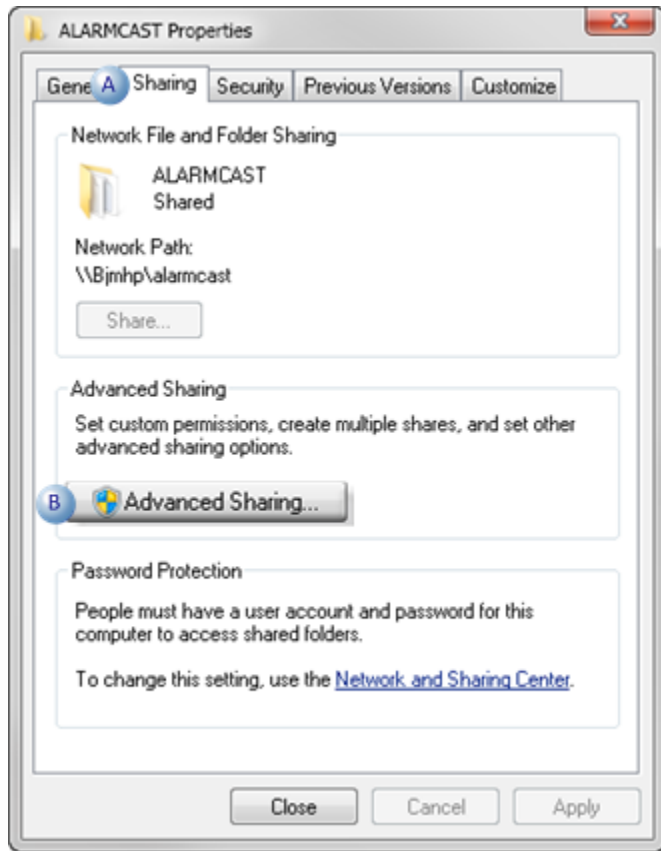 ALARMCAST Properties
Gene A Sharing Security Previous Versions Customize
Network File and Folder Sharing
ALARMCAST
Shared
Network Path:
\\Bjmhp\alarmcast
Share...
Advanced Sharing
Set custom permissions, create multiple shares, and set other
advanced sharing options.
B Advanced Sharing...
Password Protection
People must have a user account and password for this
computer to access shared folders.
To change this setting, use the Network and Sharing Center.
Close Cancel Apply